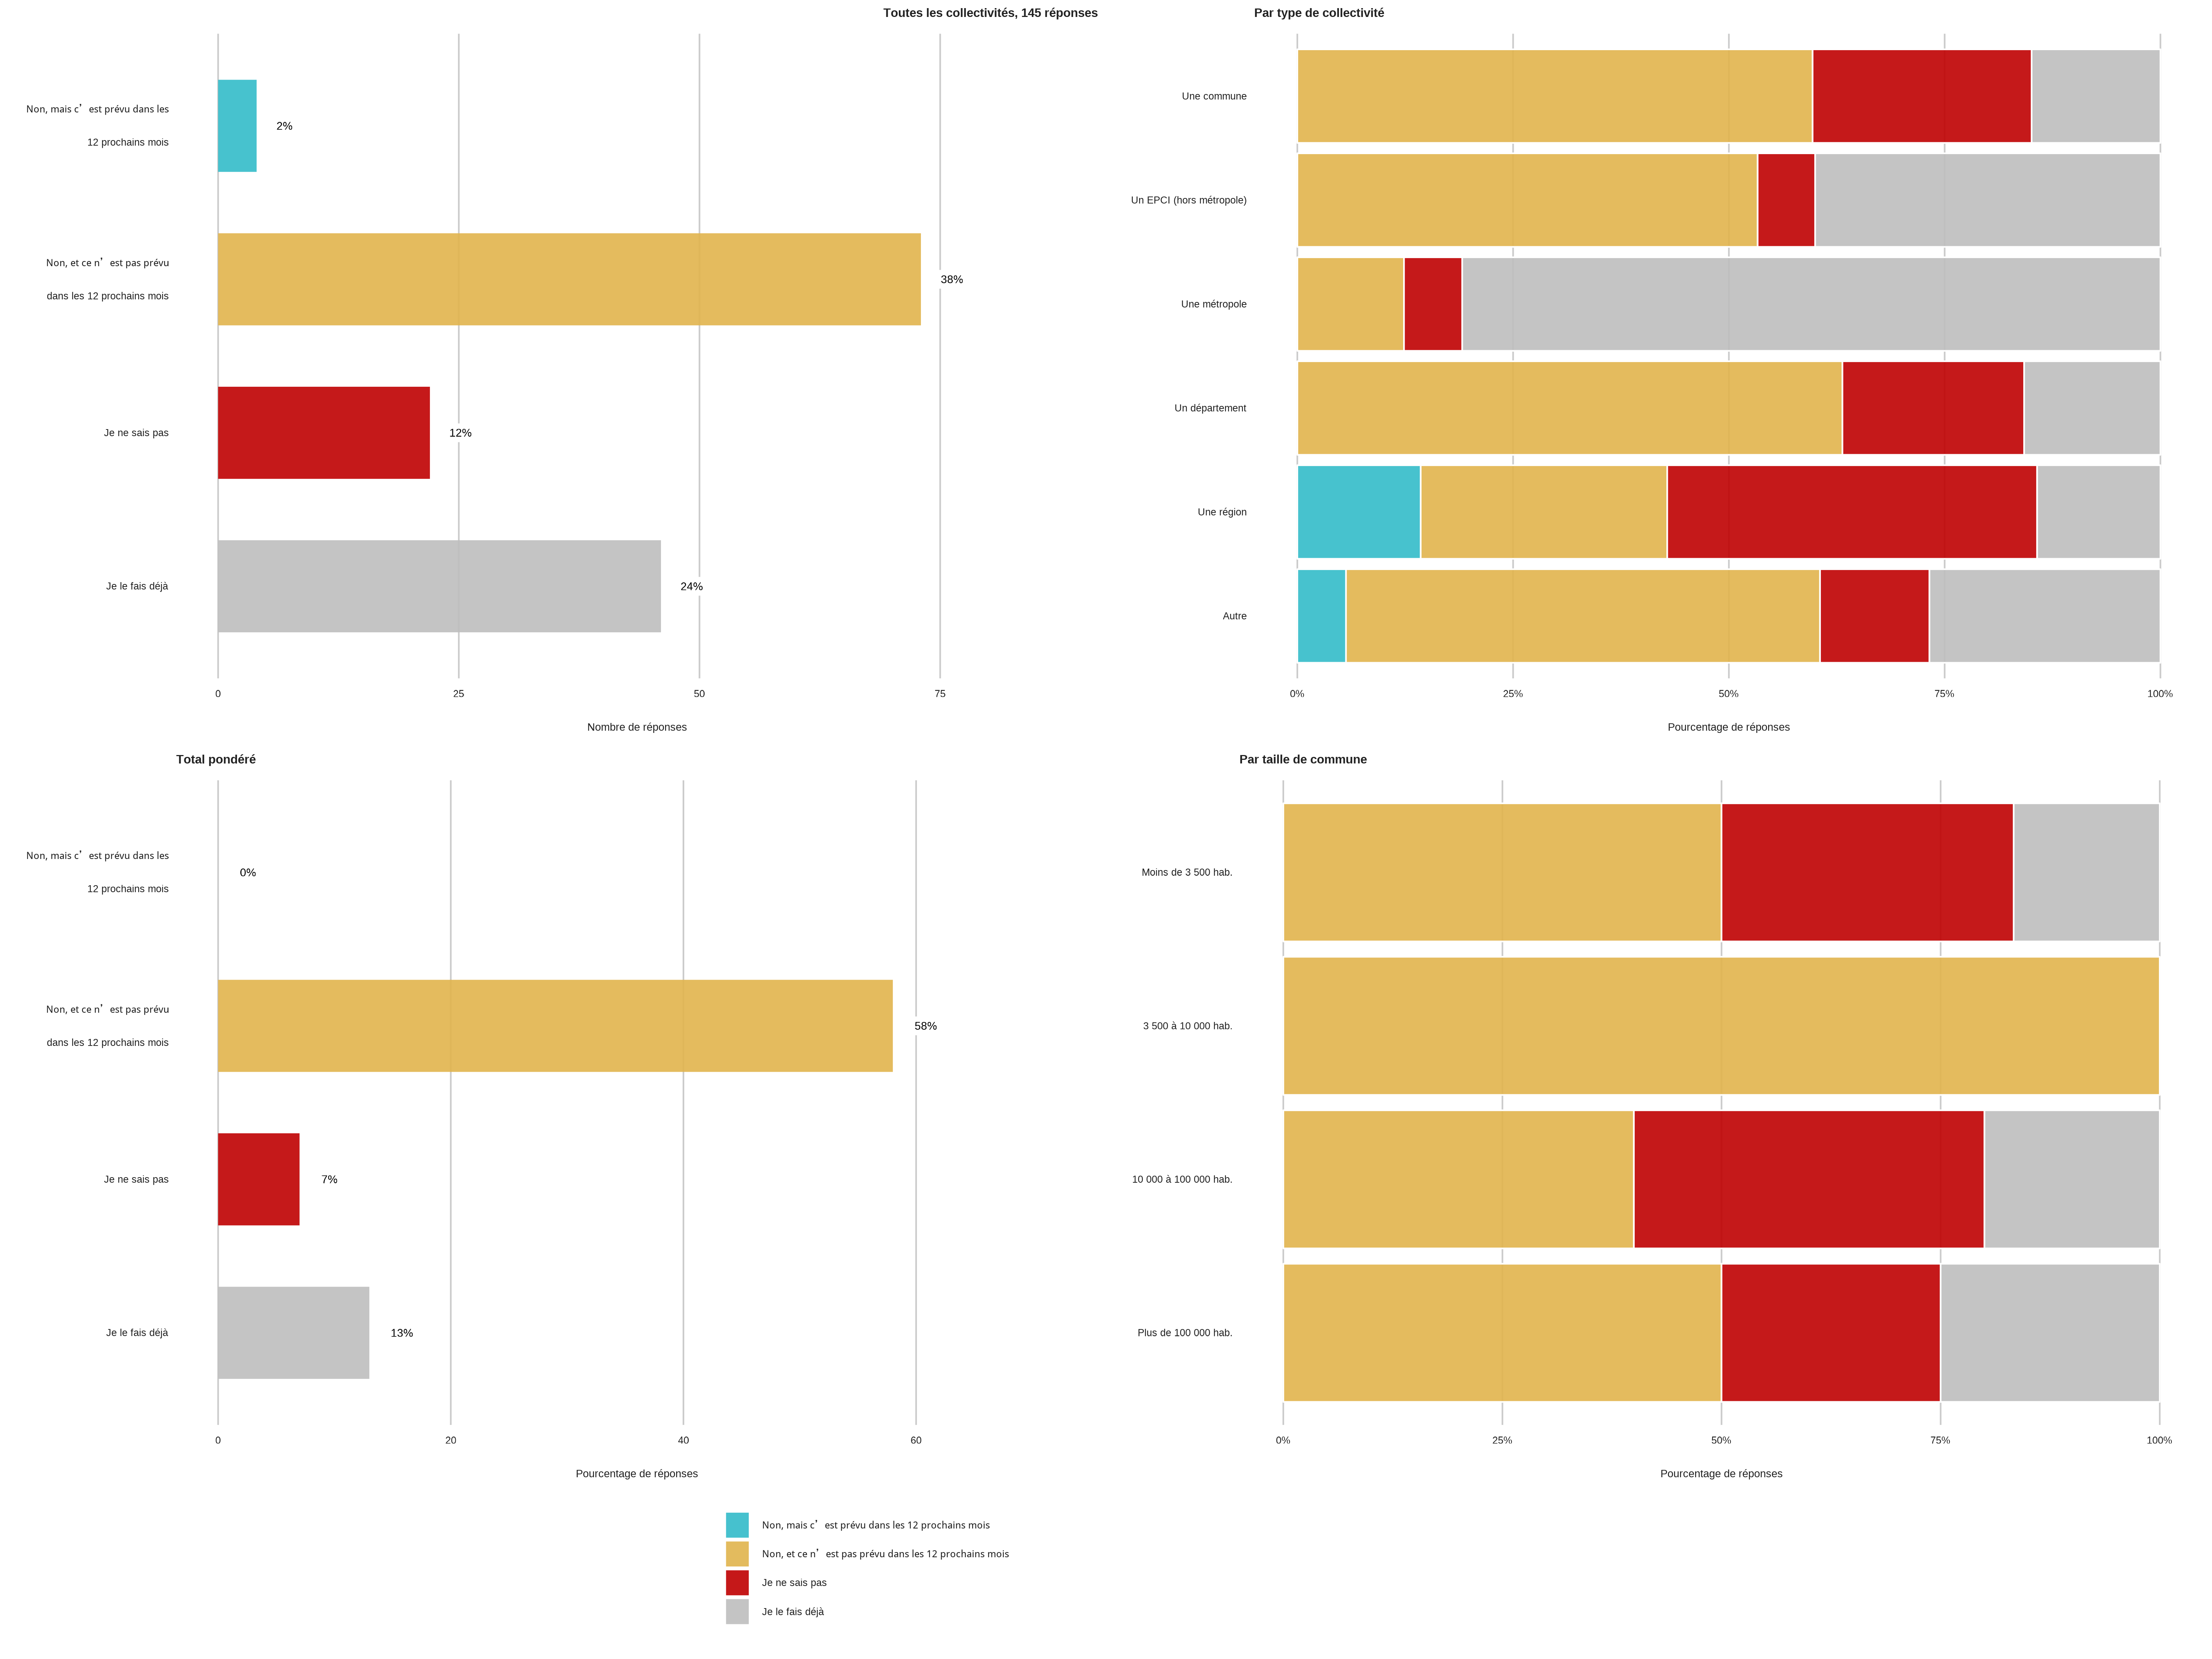 Toutes les collectivités, 145 réponses
Non, mais c’est prévu dans les
12 prochains mois
2%
Non, et ce n’est pas prévu
dans les 12 prochains mois
38%
Je ne sais pas
12%
Je le fais déjà
24%
0
25
50
75
Nombre de réponses
Par type de collectivité
Une commune
Un EPCI (hors métropole)
Une métropole
Un département
Une région
Autre
0%
25%
50%
75%
100%
Pourcentage de réponses
Total pondéré
Non, mais c’est prévu dans les
12 prochains mois
0%
Non, et ce n’est pas prévu
dans les 12 prochains mois
58%
Je ne sais pas
7%
Je le fais déjà
13%
0
20
40
60
Pourcentage de réponses
Par taille de commune
Moins de 3 500 hab.
3 500 à 10 000 hab.
10 000 à 100 000 hab.
Plus de 100 000 hab.
0%
25%
50%
75%
100%
Pourcentage de réponses
Non, mais c’est prévu dans les 12 prochains mois
Non, et ce n’est pas prévu dans les 12 prochains mois
Je ne sais pas
Je le fais déjà